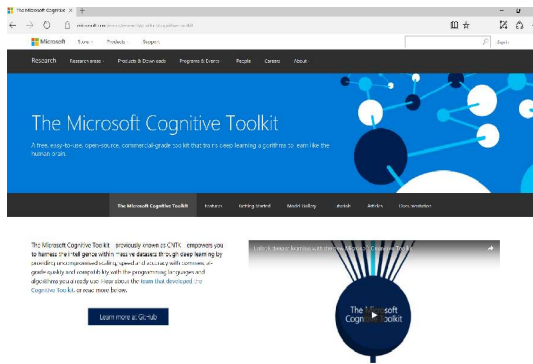 The Microsoft Cognitive
Microsoft Store Products Support
Research Research areas Products & Downloads Programs & Events People Careers About
The Microsoft Cognitive Toolkit
A free, easy-to-use, open-source, commercial-grade toolkit that trains deep learning algorithms to learn like the
human brain.
The Microsoft Cognitive Toolkit Features Getting Started Model Gallery Tutorials Articles Documentation
The Microsoft Cognitive Toolkit previously known as CNTK empowers you
to harness the intelligence within massive datasets through deep learning by
providing uncompromised scaling, speed and accuracy with commercial-
grade quality and compatibility with the programming languages and
algorithms you already use. Hear about the team that developed the
Cognitive Toolkit, or read more below.
Learn more at GitHub
The Microsoft
Cognitive Toolkit